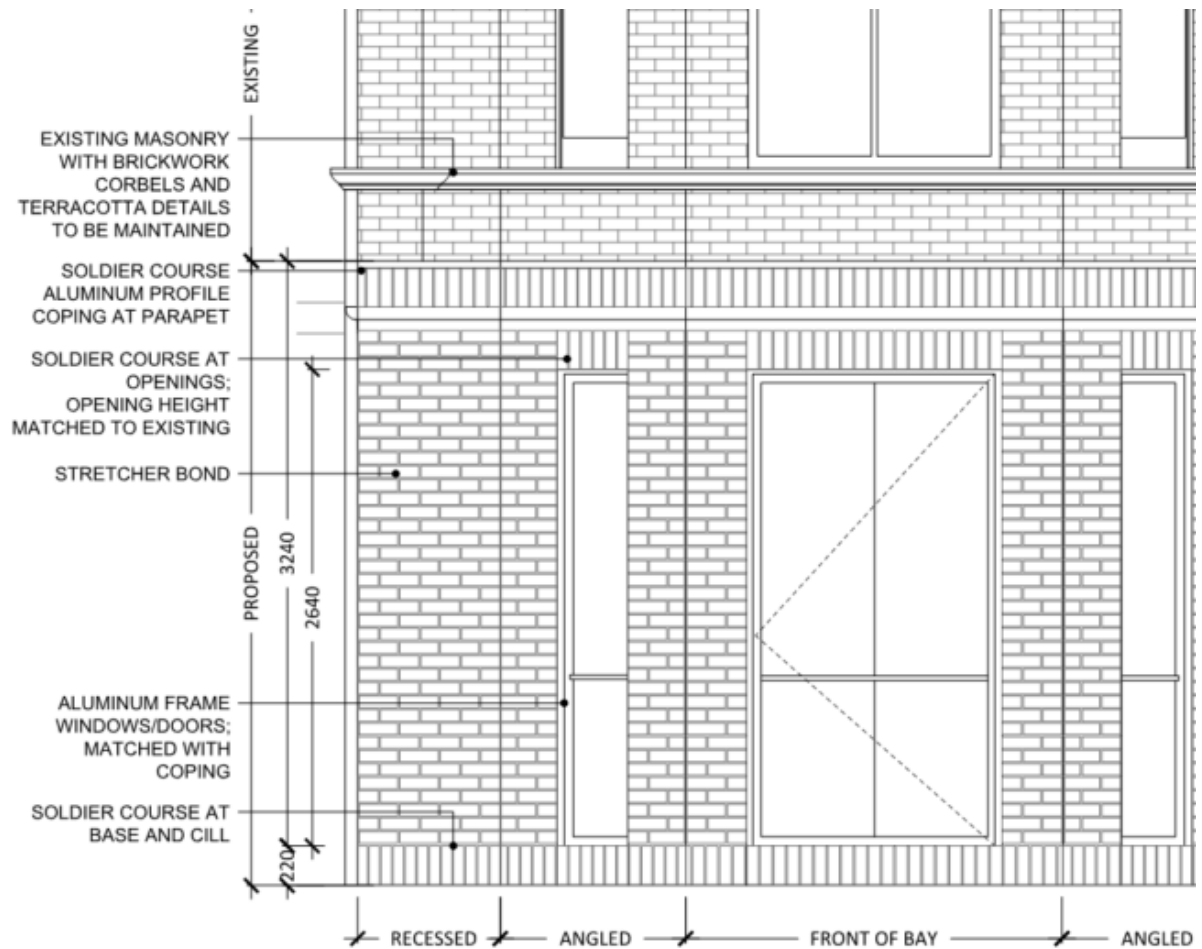 EXISTING
EXISTING MASONRY
WITH BRICKWORK
CORBELS AND
TERRACOTTA DETAILS
TO BE MAINTAINED
SOLDIER COURSE
ALUMINUM PROFILE
COPING AT PARAPET
SOLDIER COURSE AT
OPENINGS;
OPENING HEIGHT
MATCHED TO EXISTING
STRETCHER BOND
PROPOSED
3240
2640
ALUMINUM FRAME
WINDOWS/DOORS;
MATCHED WITH
COPING
SOLDIER COURSE AT
BASE AND CILL
220
RECESSED
ANGLED
FRONT OF BAY
ANGLED